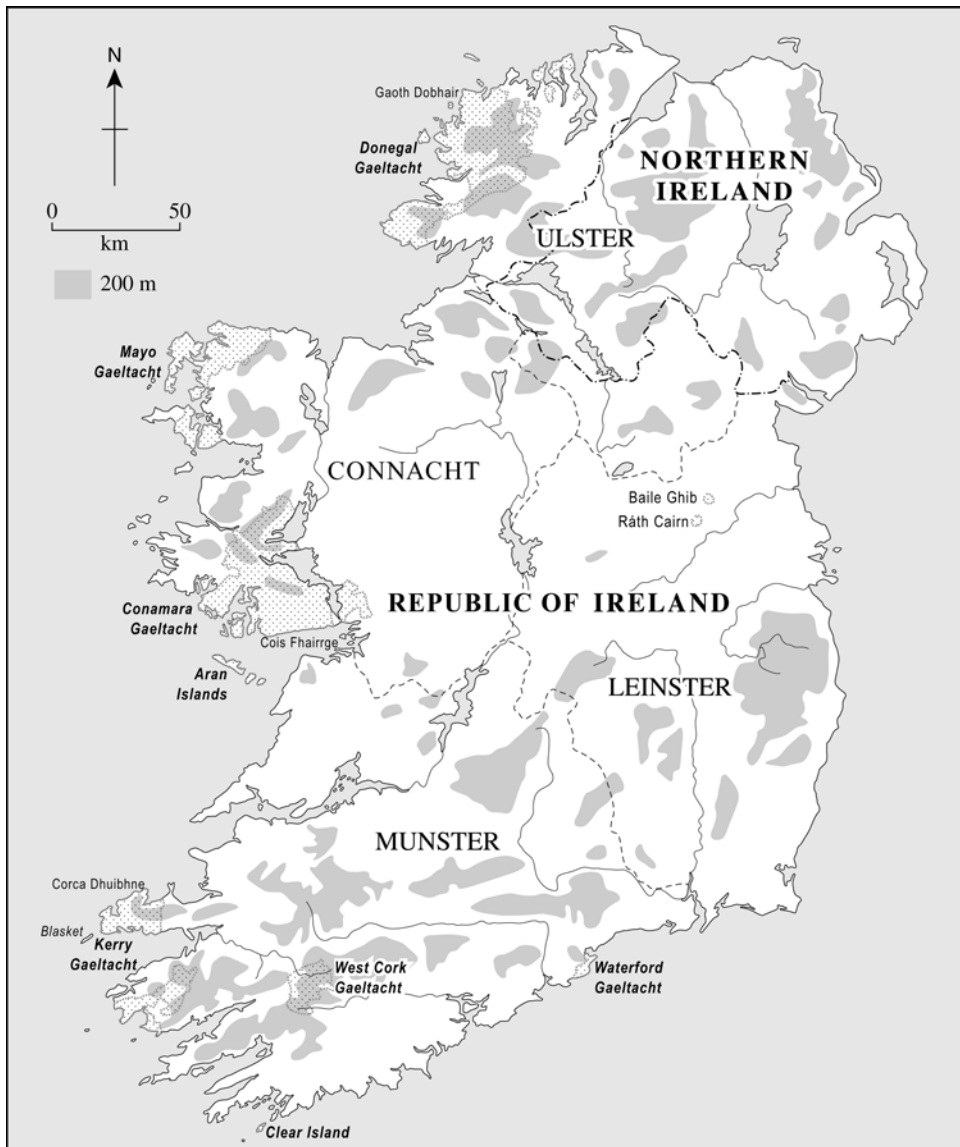 N
Gaoth Dobhair
Donegal
Gaeltacht
NORTHERN
IRELAND
0 50
km
ULSTER
200 m
Mayo
Gaeltacht
CONNACHT
Baile Ghib
Ráth Cairn
Conamara
Gaeltacht
REPUBLIC OF IRELAND
Cois Fhairrge
Aran
Islands
LEINSTER
MUNSTER
Corca Dhuibhne
Blasket
Kerry
Gaeltacht
West Cork
Gaeltacht
Waterford
Gaeltacht
Clear Island